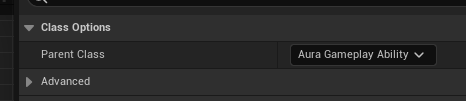 Class Options
Parent Class
Aura Gameplay Ability
Advanced